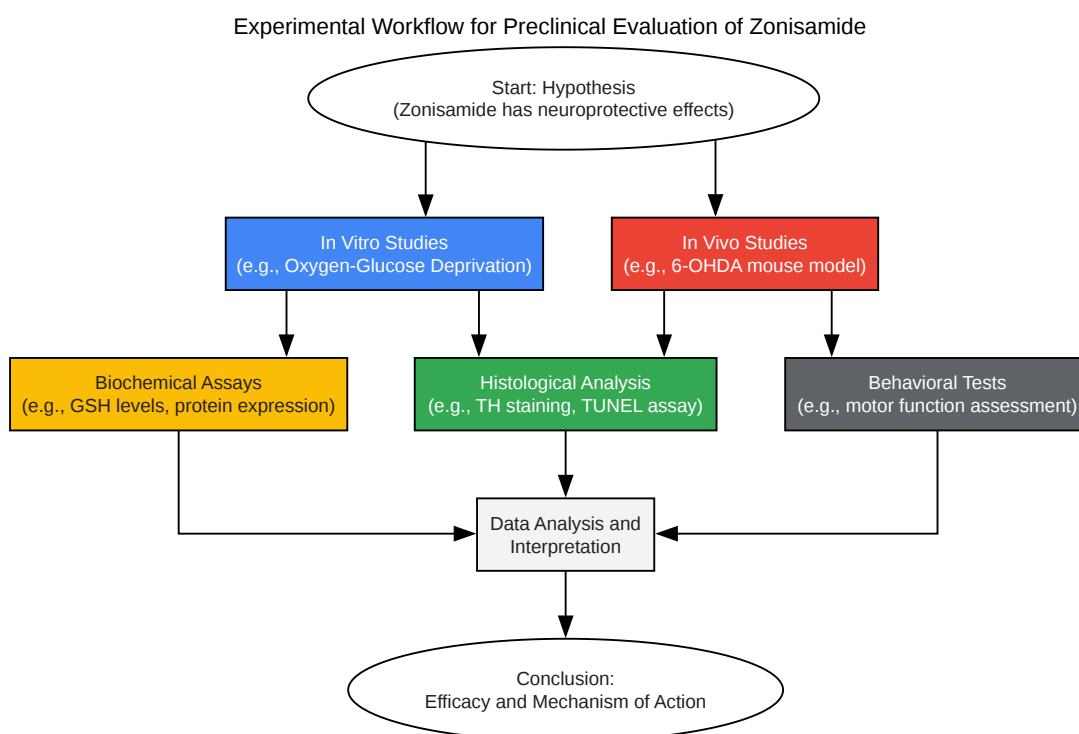 Experimental Workflow for Preclinical Evaluation of Zonisamide
Start: Hypothesis
(Zonisamide has neuroprotective effects)
In Vitro Studies
(e.g., Oxygen-Glucose Deprivation)
In Vivo Studies
(e.g., 6-OHDA mouse model)
Biochemical Assays
(e.g., GSH levels, protein expression)
Histological Analysis
(e.g., TH staining, TUNEL assay)
Behavioral Tests
(e.g., motor function assessment)
Data Analysis and
Interpretation
Conclusion:
Efficacy and Mechanism of Action